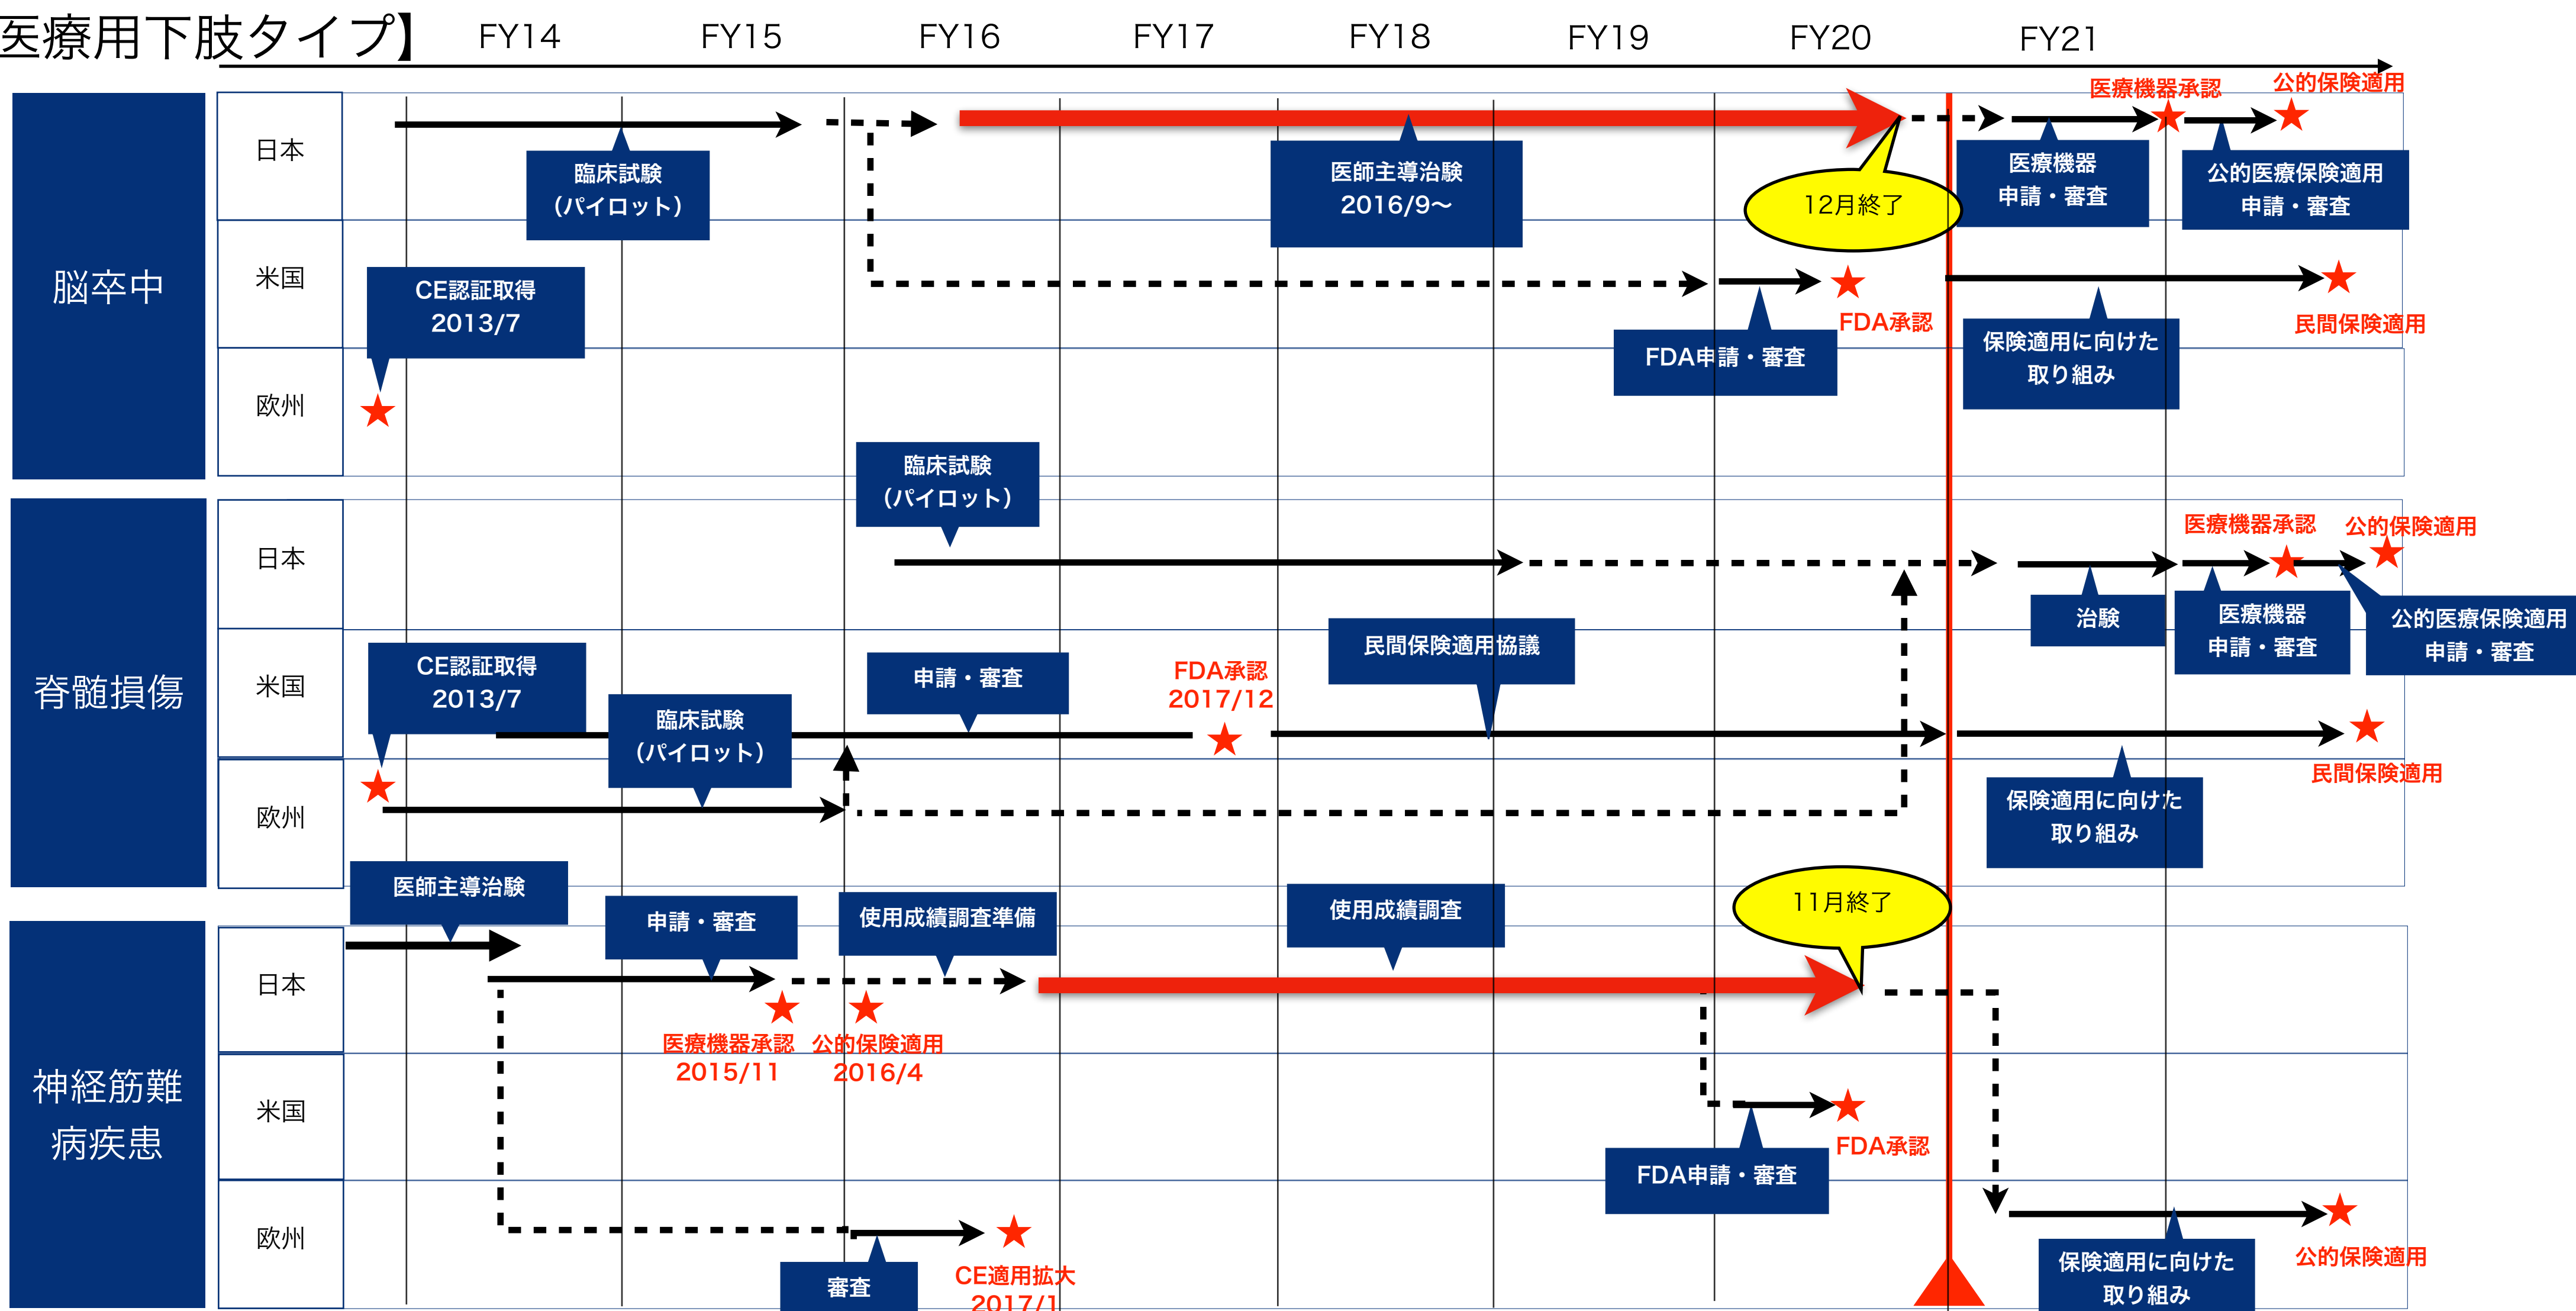 医療用下肢タイプ】
FY14
FY15
FY16
FY17
FY18
FY19
FY20
FY21
脳卒中
日本
米国
欧州
臨床試験
（パイロット）
医師主導治験
2016/9～
12月終了
医療機器承認
公的保険適用
医療機器
申請・審査
公的医療保険適用
申請・審査
CE認証取得
2013/7
FDA申請・審査
FDA承認
保険適用に向けた
取り組み
民間保険適用
脊髄損傷
日本
米国
欧州
臨床試験
（パイロット）
医療機器承認
公的保険適用
治験
医療機器
申請・審査
公的医療保険適用
申請・審査
CE認証取得
2013/7
臨床試験
（パイロット）
申請・審査
FDA承認
2017/12
民間保険適用協議
民間保険適用
保険適用に向けた
取り組み
神経筋難
病疾患
日本
米国
欧州
医師主導治験
申請・審査
使用成績調査準備
使用成績調査
11月終了
医療機器承認
2015/11
公的保険適用
2016/4
FDA申請・審査
FDA承認
審査
CE適用拡大
2017/1
保険適用に向けた
取り組み
公的保険適用